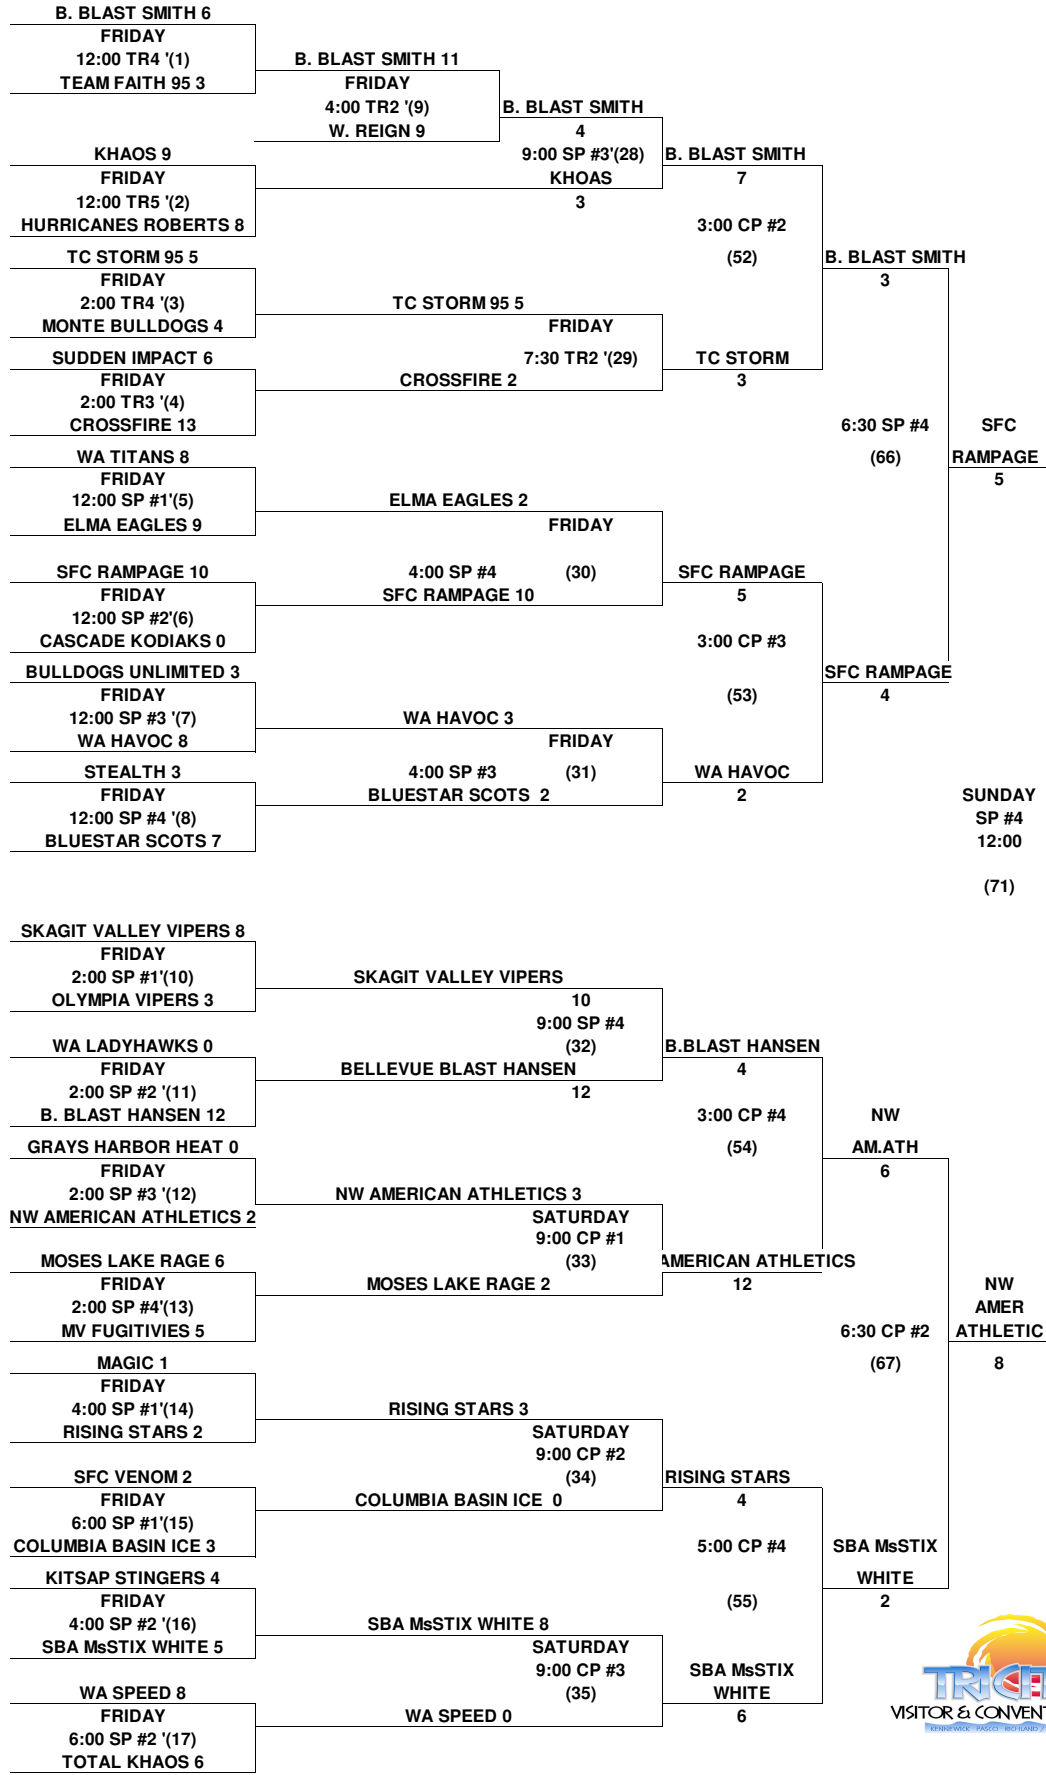 B. BLAST SMITH 6
FRIDAY
12:00 TR4 '(1)
TEAM FAITH 95 3
B. BLAST SMITH 11
FRIDAY
4:00 TR2 '(9)
W. REIGN 9
B. BLAST SMITH
4
9:00 SP #3'(28)
KHOAS
3
KHAOS 9
FRIDAY
12:00 TR5 '(2)
HURRICANES ROBERTS 8
B. BLAST SMITH
7
3:00 CP #2
(52)
TC STORM 95 5
FRIDAY
2:00 TR4 '(3)
MONTE BULLDOGS 4
B. BLAST SMITH
3
TC STORM 95 5
FRIDAY
7:30 TR2 '(29)
CROSSFIRE 2
TC STORM
3
SUDDEN IMPACT 6
FRIDAY
2:00 TR3 '(4)
CROSSFIRE 13
6:30 SP #4
(66)
SFC
RAMPAGE
5
WA TITANS 8
FRIDAY
12:00 SP #1'(5)
ELMA EAGLES 9
ELMA EAGLES 2
FRIDAY
4:00 SP #4 (30)
SFC RAMPAGE 10
SFC RAMPAGE
5
SFC RAMPAGE 10
FRIDAY
12:00 SP #2'(6)
CASCADE KODIAKS 0
3:00 CP #3
(53)
SFC RAMPAGE
4
BULLDOGS UNLIMITED 3
FRIDAY
12:00 SP #3 '(7)
WA HAVOC 8
WA HAVOC 3
FRIDAY
4:00 SP #3 (31)
BLUESTAR SCOTS 2
WA HAVOC
2
STEALTH 3
FRIDAY
12:00 SP #4 '(8)
BLUESTAR SCOTS 7
SUNDAY
SP #4
12:00
(71)
SKAGIT VALLEY VIPERS 8
FRIDAY
2:00 SP #1'(10)
OLYMPIA VIPERS 3
SKAGIT VALLEY VIPERS
10
9:00 SP #4
(32)
BELLEVUE BLAST HANSEN
12
WA LADYHAWKS 0
FRIDAY
2:00 SP #2 '(11)
B. BLAST HANSEN 12
B.BLAST HANSEN
4
3:00 CP #4
(54)
NW
AM.ATH
6
GRAYS HARBOR HEAT 0
FRIDAY
2:00 SP #3 '(12)
NW AMERICAN ATHLETICS 2
NW AMERICAN ATHLETICS 3
SATURDAY
9:00 CP #1
(33)
MOSES LAKE RAGE 2
AMERICAN ATHLETICS
12
MOSES LAKE RAGE 6
FRIDAY
2:00 SP #4'(13)
MV FUGITIVIES 5
6:30 CP #2
(67)
NW
AMER
ATHLETIC
8
MAGIC 1
FRIDAY
4:00 SP #1'(14)
RISING STARS 2
RISING STARS 3
SATURDAY
9:00 CP #2
(34)
COLUMBIA BASIN ICE 0
RISING STARS
4
SFC VENOM 2
FRIDAY
6:00 SP #1'(15)
COLUMBIA BASIN ICE 3
5:00 CP #4
(55)
SBA MsSTIX
WHITE
2
KITSAP STINGERS 4
FRIDAY
4:00 SP #2 '(16)
SBA MsSTIX WHITE 5
SBA MsSTIX WHITE 8
SATURDAY
9:00 CP #3
(35)
WA SPEED 0
SBA MsSTIX
WHITE
6
WA SPEED 8
FRIDAY
6:00 SP #2 '(17)
TOTAL KHAOS 6
VISITOR & CONVENT
KENNEWICK PASCO RICHLAND